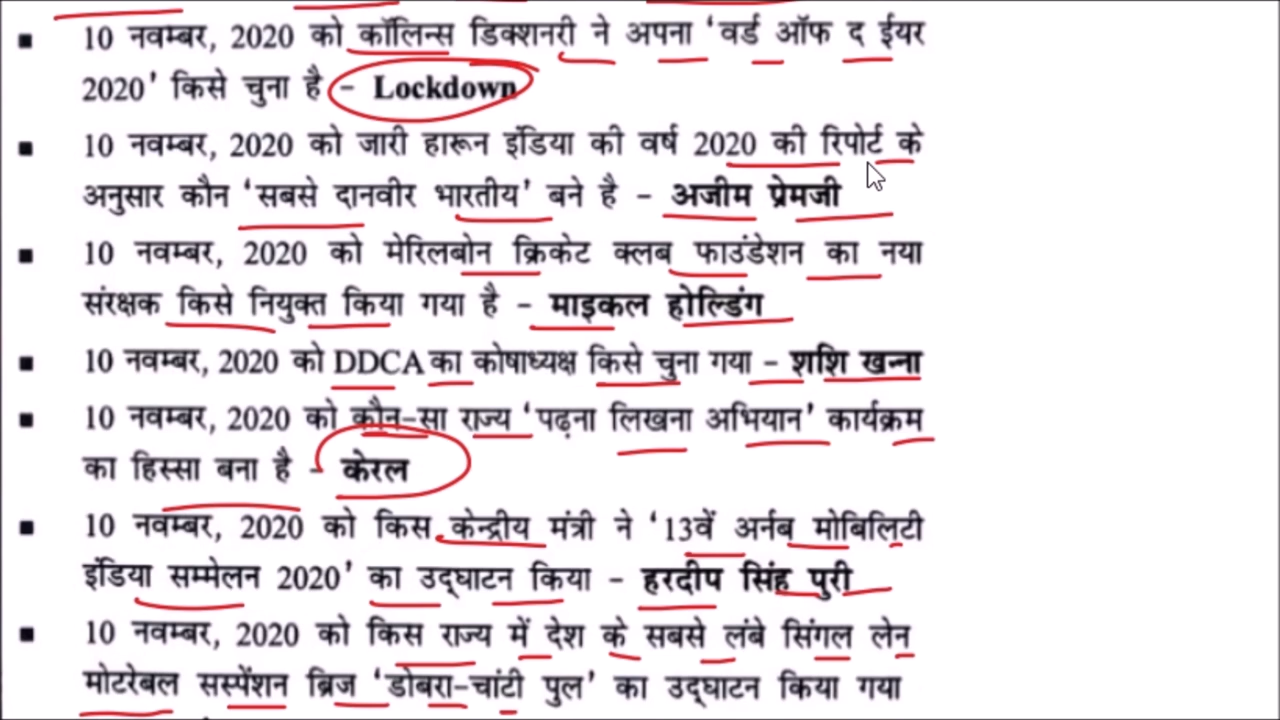 ▪ 10 नवम्बर, 2020 को कॉलिन्स डिक्शनरी ने अपना ‘वर्ड ऑफ द ईयर
2020’ किसे चुना है - Lockdown
▪ 10 नवम्बर, 2020 को जारी हारून इंडिया की वर्ष 2020 की रिपोर्ट के
अनुसार कौन ‘सबसे दानवीर भारतीय’ बने है - अजीम प्रेमजी
▪ 10 नवम्बर, 2020 को मेरिलबोन क्रिकेट क्लब फाउंडेशन का नया
संरक्षक किसे नियुक्त किया गया है - माइकल होल्डिंग
▪ 10 नवम्बर, 2020 को DDCA का कोषाध्यक्ष किसे चुना गया - शशि खन्ना
▪ 10 नवम्बर, 2020 को कौन-सा राज्य ‘पढ़ना लिखना अभियान’ कार्यक्रम
का हिस्सा बना है - केरल
▪ 10 नवम्बर, 2020 को किस केन्द्रीय मंत्री ने ‘13वें अर्नब मोबिलिटी
इंडिया सम्मेलन 2020’ का उद्घाटन किया - हरदीप सिंह पुरी
▪ 10 नवम्बर, 2020 को किस राज्य में देश के सबसे लंबे सिंगल लेन
मोटरेबल सस्पेंशन ब्रिज ‘डोबरा-चांटी पुल’ का उद्घाटन किया गया